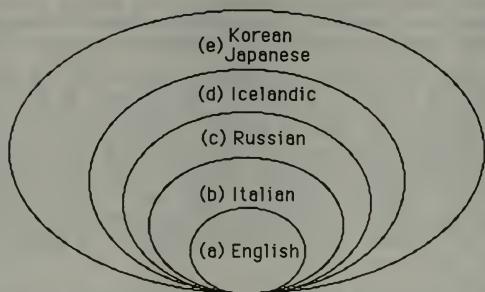 (e) Korean
Japanese
(d) Icelandic
(c) Russian
(b) Italian
(a) English